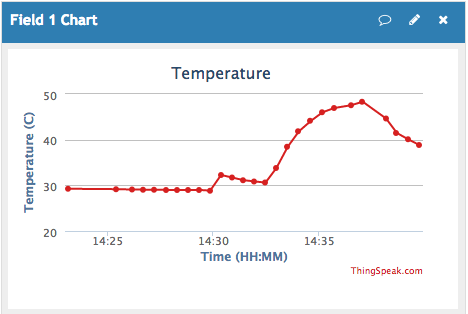 Field 1 Chart
Temperature
Temperature (C)
50
40
30
20
14:25
14:30
14:35
Time (HH:MM)
ThingSpeak.com